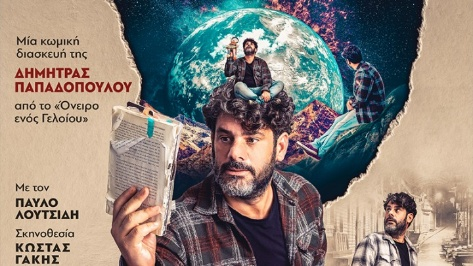 Μία κωμική
διασκευή της
ΔΗΜΗΤΡΑΣ
ΠΑΠΑΔΟΠΟΥΛΟΥ
από το «Όνειρο
ενός Γελοίου»
Με τον
ΠΑΥΛΟ
ΛΟΥΤΣΙΔΗ
Σκηνοθεσία
ΚΩΣΤΑΣ
ΓΑΚΗΣ